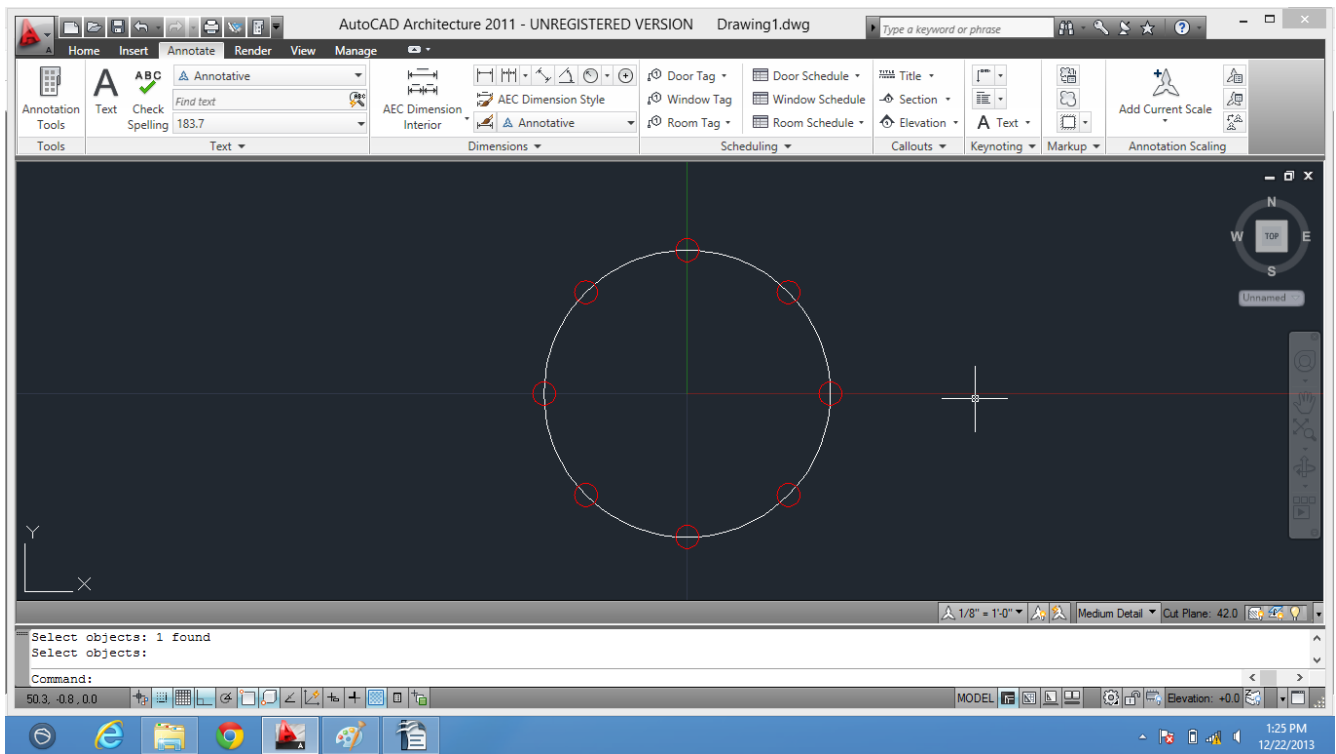 AutoCAD Architecture 2011 - UNREGISTERED VERSION Drawing1.dwg
Type a keyword or phrase
A
Home Insert Annotate Render View Manage
Annotation Tools
Text
ABC
Check Spelling
Annotative
Find text
183.7
AEC Dimension Interior
AEC Dimension Style
Annotative
Door Tag
Window Tag
Room Tag
Door Schedule
Window Schedule
Room Schedule
TITLE Title
Section
Elevation
A Text
Add Current Scale
Tools Text Dimensions Scheduling Callouts Keynoting Markup Annotation Scaling
N
W TOP E
S
Unnamed
Y
X
1/8" = 1'-0" Medium Detail Cut Plane: 42.0
Select objects: 1 found
Select objects:
Command:
50.3, -0.8, 0.0 MODEL Elevation: +0.0
1:25 PM
12/22/2013